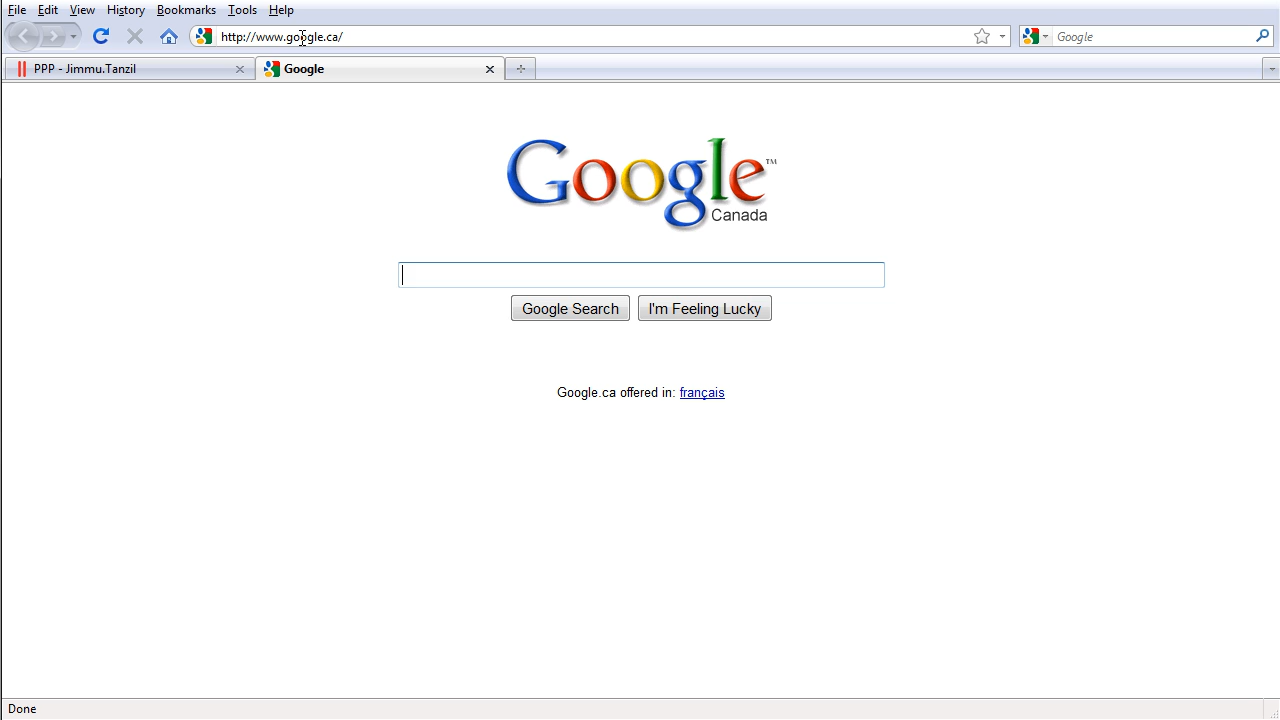 File Edit View History Bookmarks Tools Help
http://www.google.ca/ Google
PPP - Jimmu.Tanzil Google
Google™
Canada
Google Search I'm Feeling Lucky
Google.ca offered in: français
Done